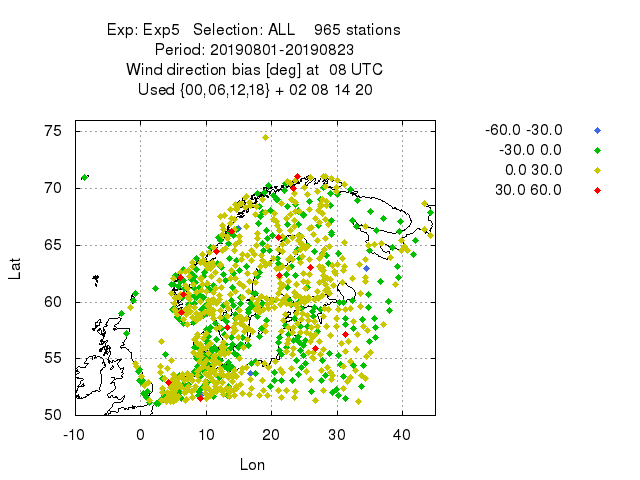 Exp: Exp5 Selection: ALL 965 stations
Period: 20190801-20190823
Wind direction bias [deg] at 08 UTC
Used {00,06,12,18} + 02 08 14 20
-60.0 -30.0
-30.0 0.0
0.0 30.0
30.0 60.0
75
70
65
60
55
50
Lat
-10 0 10 20 30 40
Lon